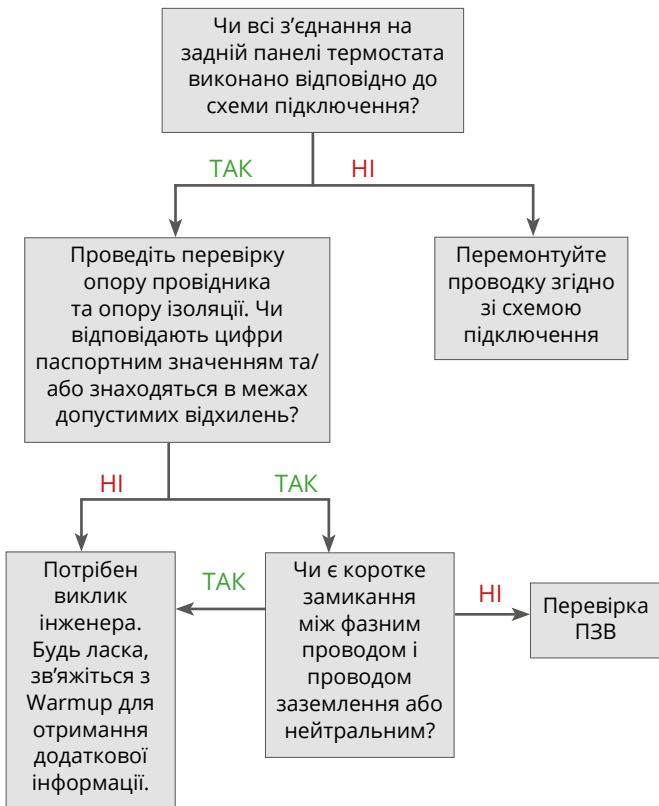 Чи всі з’єднання на
задній панелі термостата
виконано відповідно до
схеми підключення?
ТАК
НІ
Проведіть перевірку
опору провідника
та опору ізоляції. Чи
відповідають цифри
паспортним значенням та/
або знаходяться в межах
допустимих відхилень?
Перемонтуйте
проводку згідно
зі схемою
підключення
НІ
ТАК
Потрібен
виклик
інженера.
Будь ласка,
зв’яжіться з
Warmup для
отримання
додаткової
інформації.
ТАК
Чи є коротке
замикання
між фазним
проводом і
проводом
заземлення або
нейтральним?
НІ
Перевірка
ПЗВ